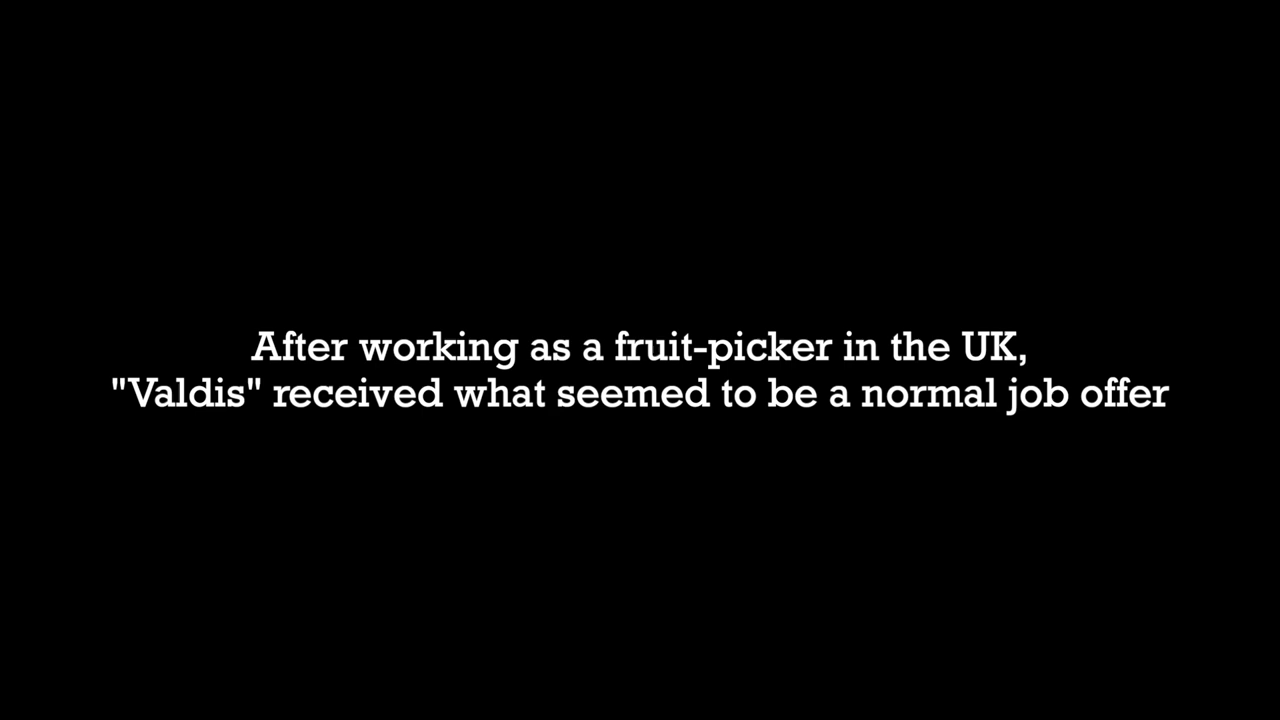 After working as a fruit-picker in the UK,
"Valdis" received what seemed to be a normal job offer